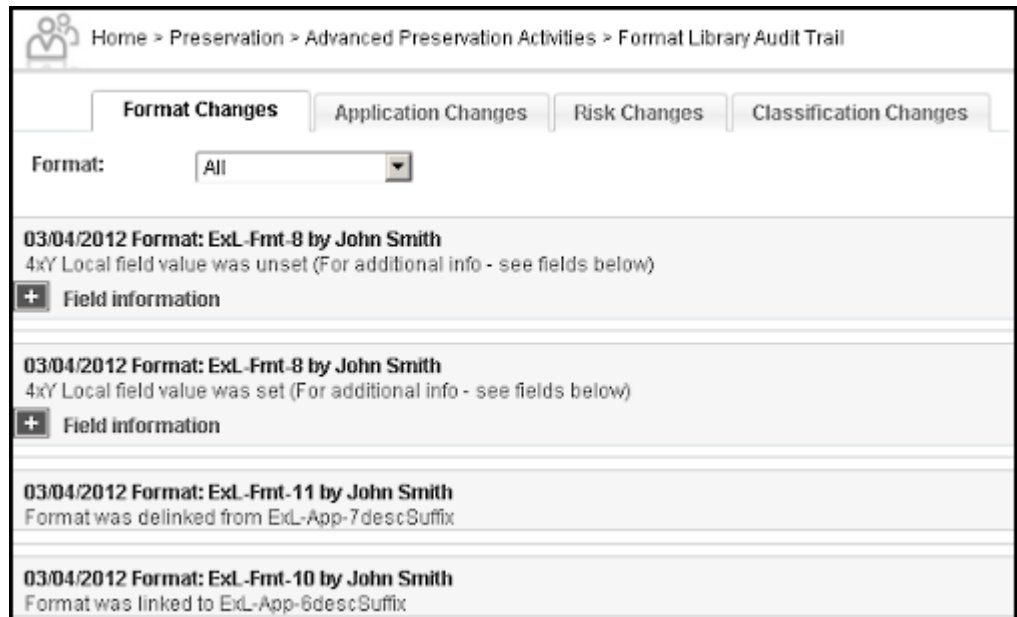 Home > Preservation > Advanced Preservation Activities > Format Library Audit Trail
Format Changes Application Changes Risk Changes Classification Changes
Format: All
03/04/2012 Format: ExL-Fmt-8 by John Smith
4xY Local field value was unset (For additional info - see fields below)
+ Field information
03/04/2012 Format: ExL-Fmt-8 by John Smith
4xY Local field value was set (For additional info - see fields below)
+ Field information
03/04/2012 Format: ExL-Fmt-11 by John Smith
Format was delinked from ExL-App-7descSuffix
03/04/2012 Format: ExL-Fmt-10 by John Smith
Format was linked to ExL-App-6descSuffix